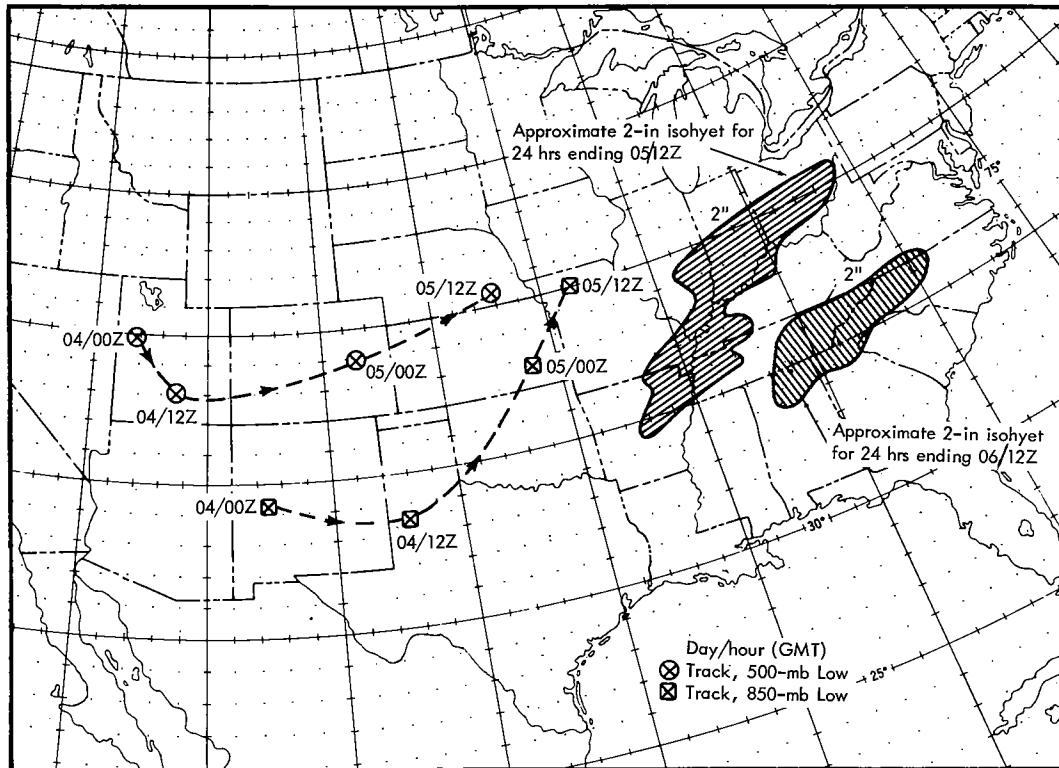 Approximate 2-in isohyet for
24 hrs ending 05/12Z
75°
2"
2"
05/12Z
05/12Z
04/00Z
05/00Z
05/00Z
04/12Z
Approximate 2-in isohyet
for 24 hrs ending 06/12Z
04/00Z
04/12Z
30°
Day/hour (GMT)
Track, 500-mb Low
Track, 850-mb Low
25°